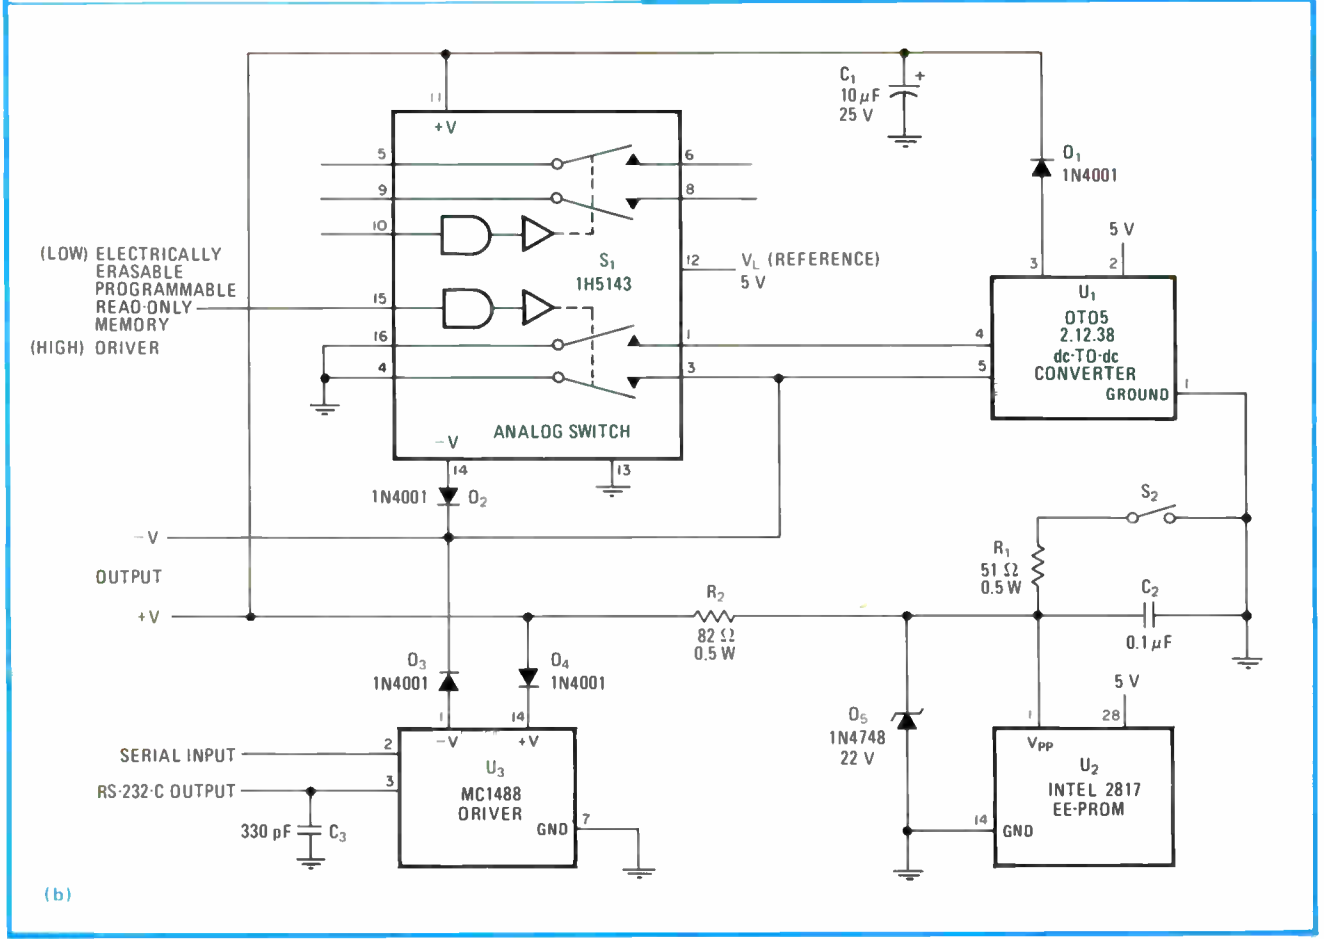 C1
10 µF
25 V
+
11
+V
5
6
9
8
10
O1
1N4001
(LOW) ELECTRICALLY
ERASABLE
PROGRAMMABLE
READ-ONLY
MEMORY
(HIGH) DRIVER
15
16
4
S1
1H5143
12
VL (REFERENCE)
5 V
1
3
ANALOG SWITCH
-V
14
13
5 V
3
2
U1
OTO5
2.12.38
dc-TO-dc
CONVERTER
GROUND
4
5
1
1N4001
O2
-V
OUTPUT
+V
S2
R1
51 Ω
0.5 W
C2
0.1 µF
R2
82 Ω
0.5 W
O3
1N4001
O4
1N4001
1
14
-V
+V
SERIAL INPUT
2
RS-232-C OUTPUT
3
U3
MC1488
DRIVER
GND
7
330 pF
C3
O5
1N4748
22 V
5 V
1
28
VPP
U2
INTEL 2817
EE-PROM
14
GND
(b)